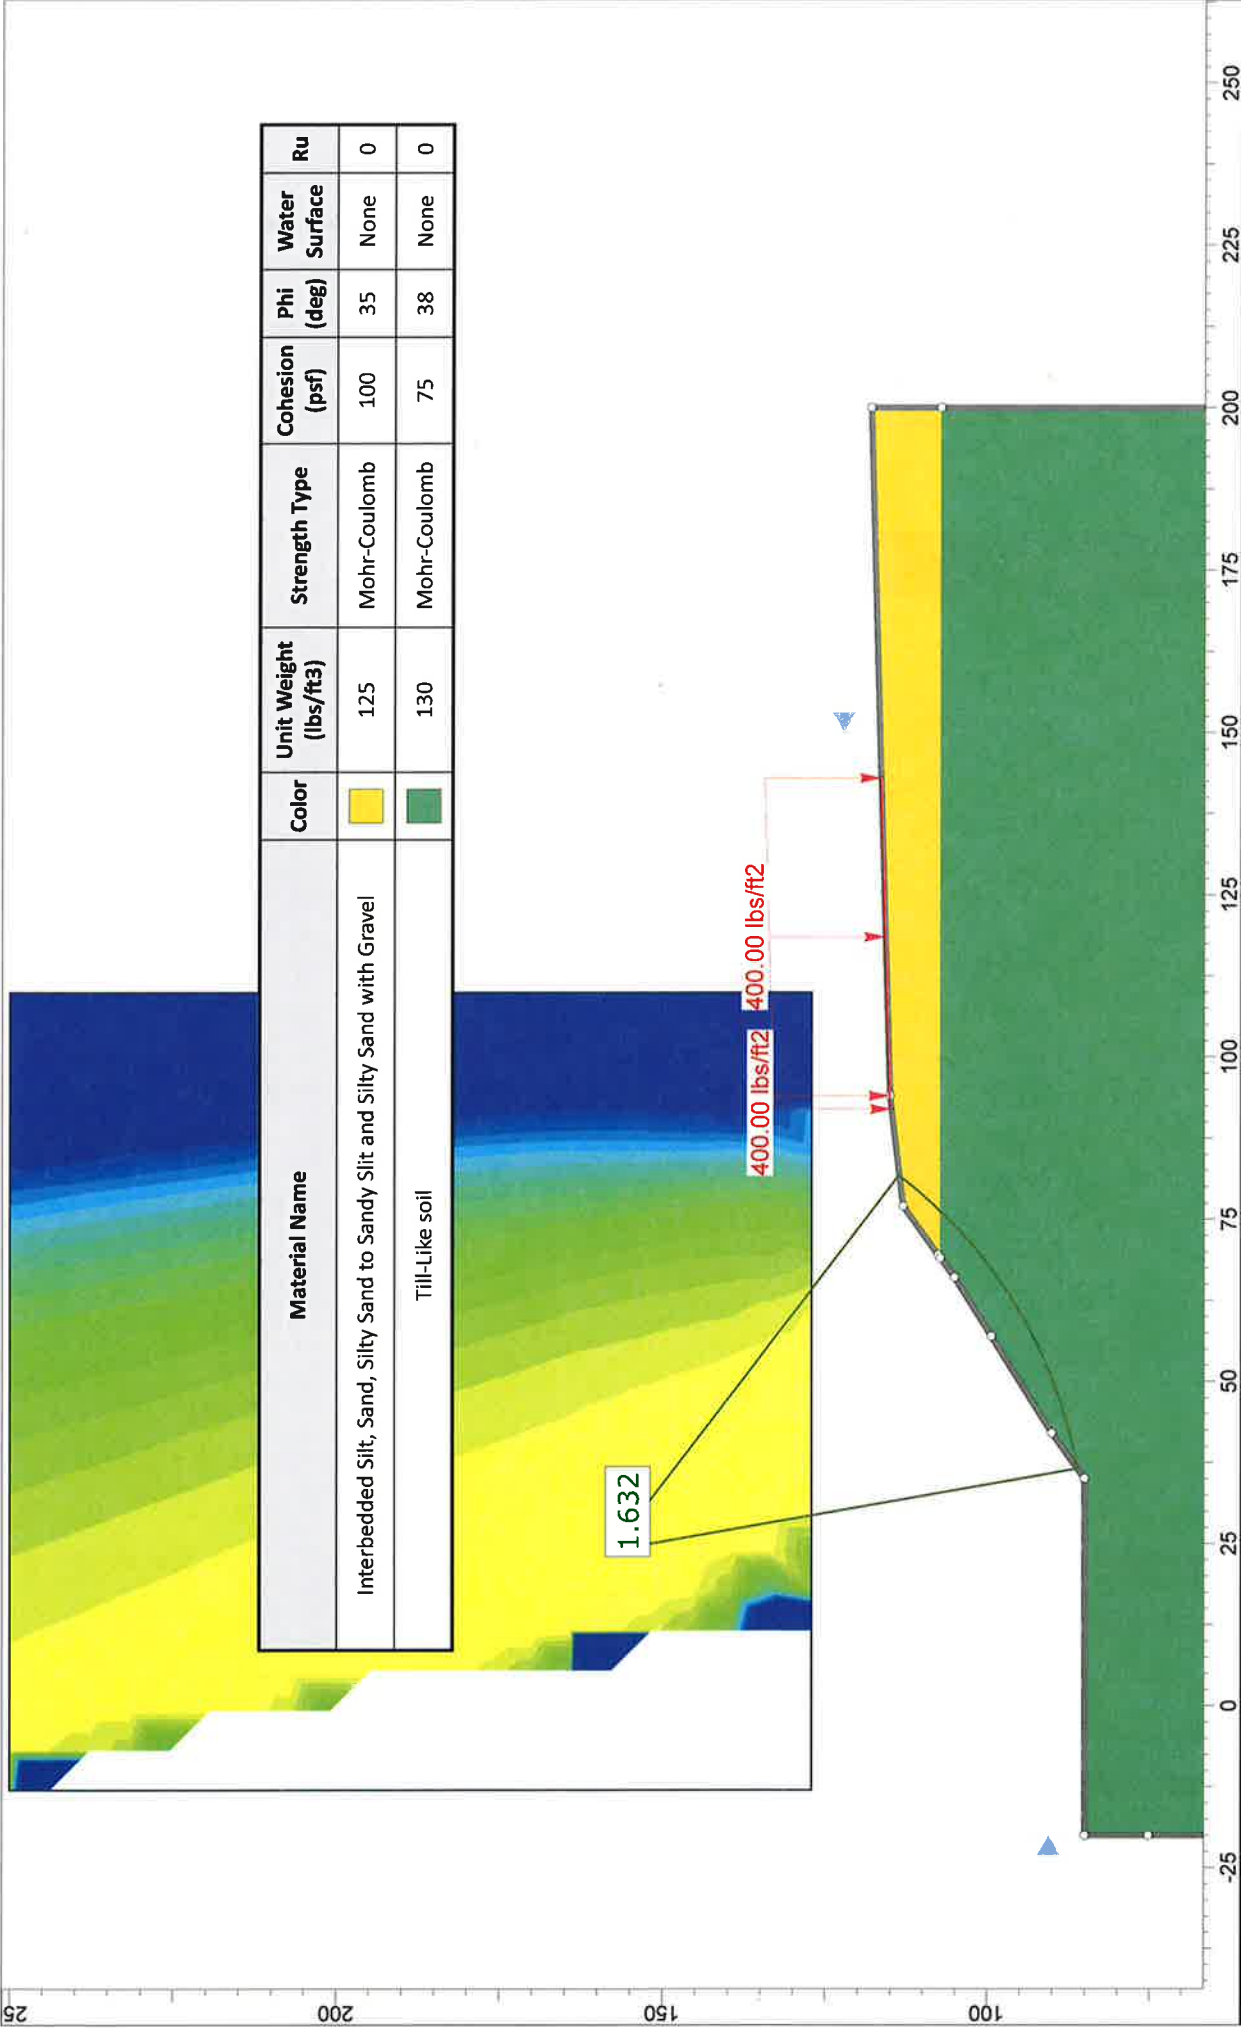 Material Name Color Unit Weight (lbs/ft3) Strength Type Cohesion (psf) Phi (deg) Water Surface Ru
Interbedded Silt, Sand, Silty Sand to Sandy Slit and Silty Sand with Gravel 125 Mohr-Coulomb 100 35 None 0
Till-Like soil 130 Mohr-Coulomb 75 38 None 0
1.632
400.00 lbs/ft2
400.00 lbs/ft2
25
200
150
100
-25 0 25 50 75 100 125 150 175 200 225 250